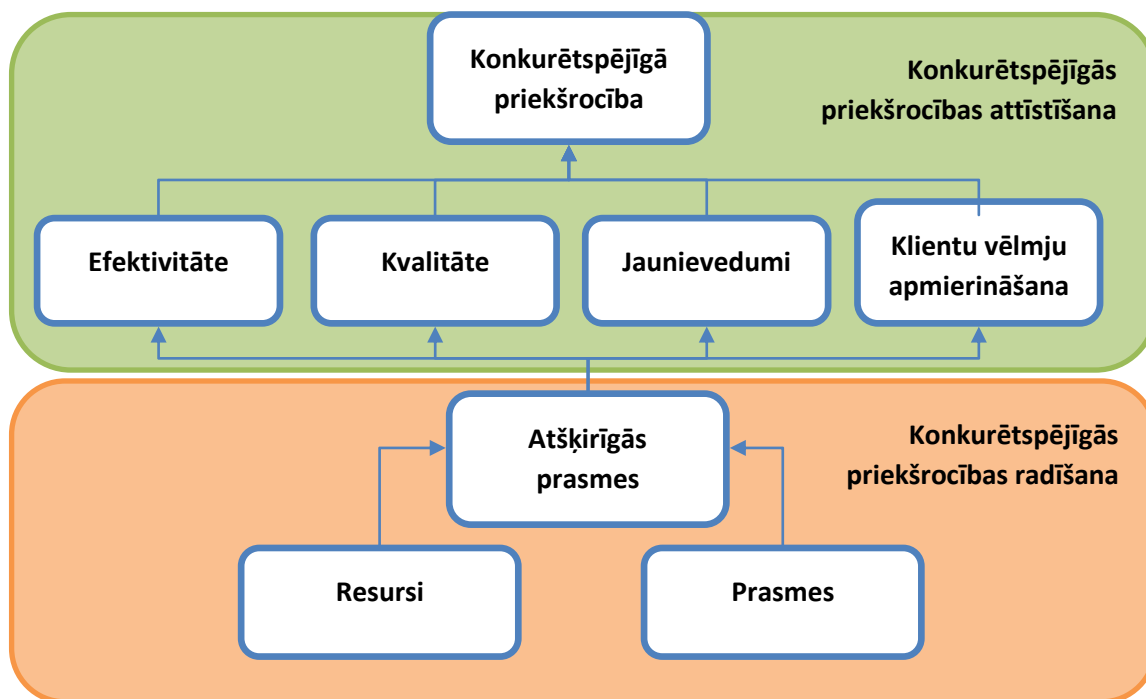 Konkurētspējīgā
priekšrocība
Konkurētspējīgās
priekšrocības attīstīšana
Efektivitāte
Kvalitāte
Jaunievedumi
Klientu vēlmju
apmierināšana
Atšķirīgās
prasmes
Konkurētspējīgās
priekšrocības radīšana
Resursi
Prasmes